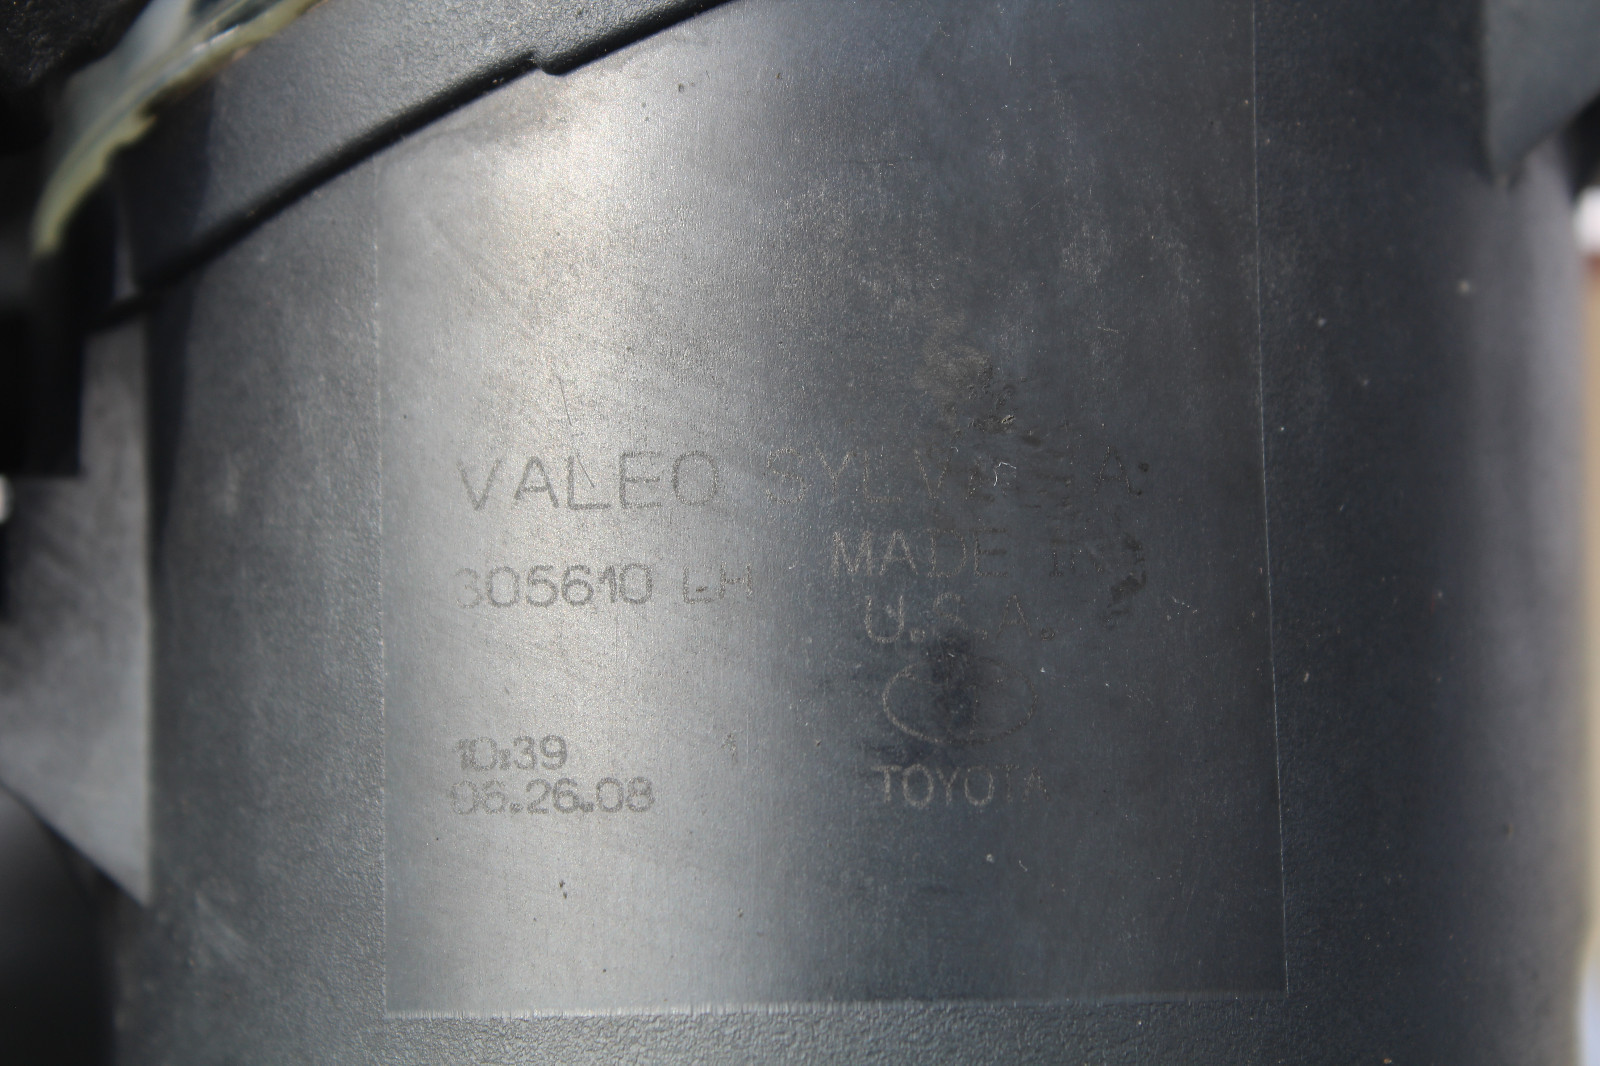 VALEO SYLVANIA
305610 LH
MADE IN
U.S.A.
TOYOTA
10:39
06.26.08